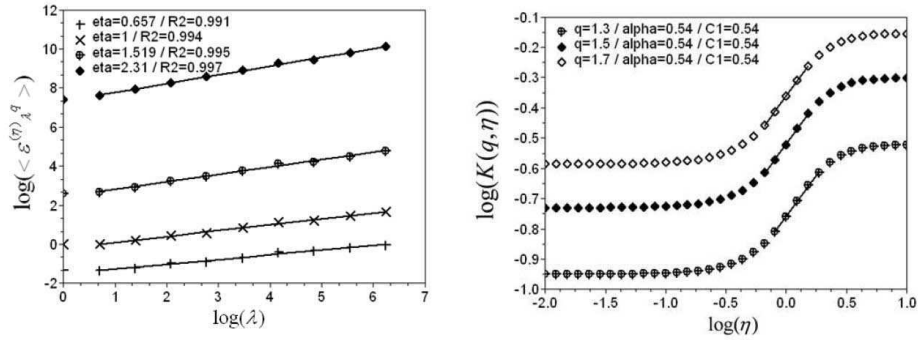 eta=0.657 / R2=0.991
eta=1 / R2=0.994
eta=1.519 / R2=0.995
eta=2.31 / R2=0.997
12
10
8
6
4
2
0
-2
0 1 2 3 4 5 6 7
log(λ)
log(< ε^(η)_λ^q >)
q=1.3 / alpha=0.54 / C1=0.54
q=1.5 / alpha=0.54 / C1=0.54
q=1.7 / alpha=0.54 / C1=0.54
-0.1
-0.2
-0.3
-0.4
-0.5
-0.6
-0.7
-0.8
-0.9
-1.0
-2.0 -1.5 -1.0 -0.5 0.0 0.5 1.0
log(η)
log(K(q,η))